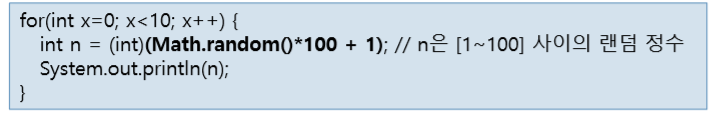 for(int x=0; x<10; x++) {
int n = (int)(Math.random()*100 + 1); // n은 [1~100] 사이의 랜덤 정수
System.out.println(n);
}